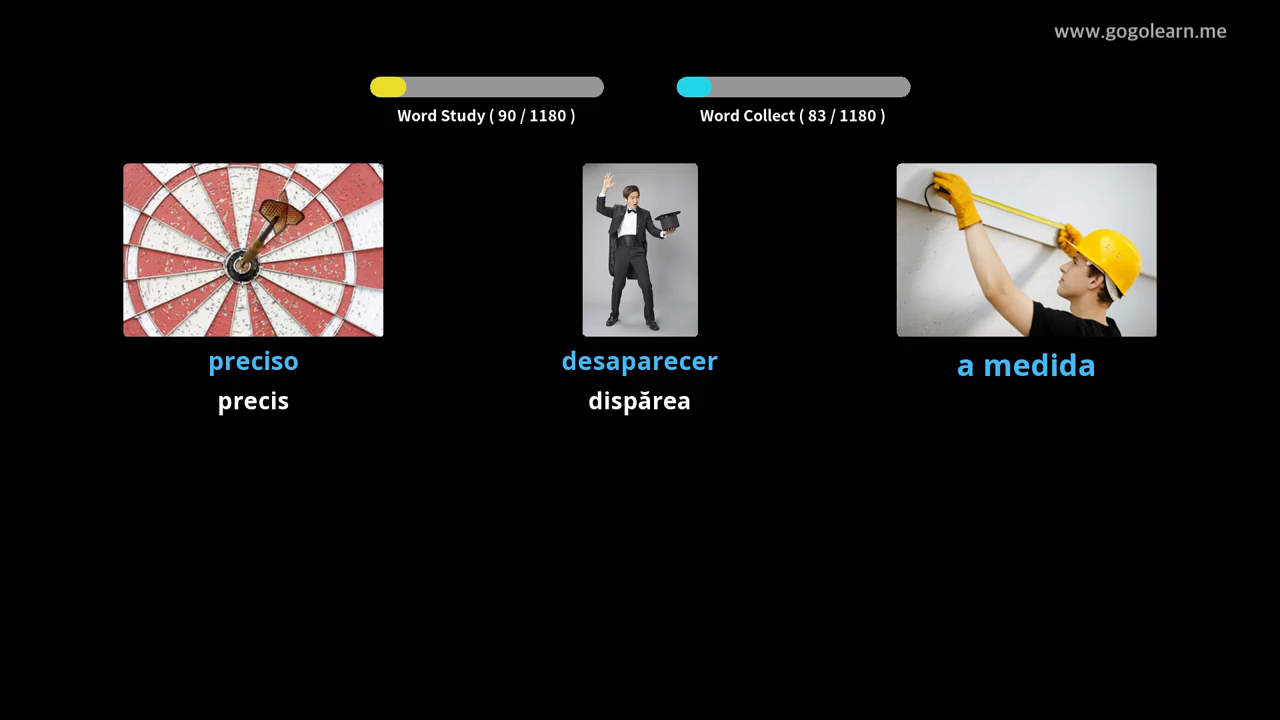 www.gogolearn.me
Word Study ( 90 / 1180 )
Word Collect ( 83 / 1180 )
preciso
desaparecer
a medida
precis
dispărea